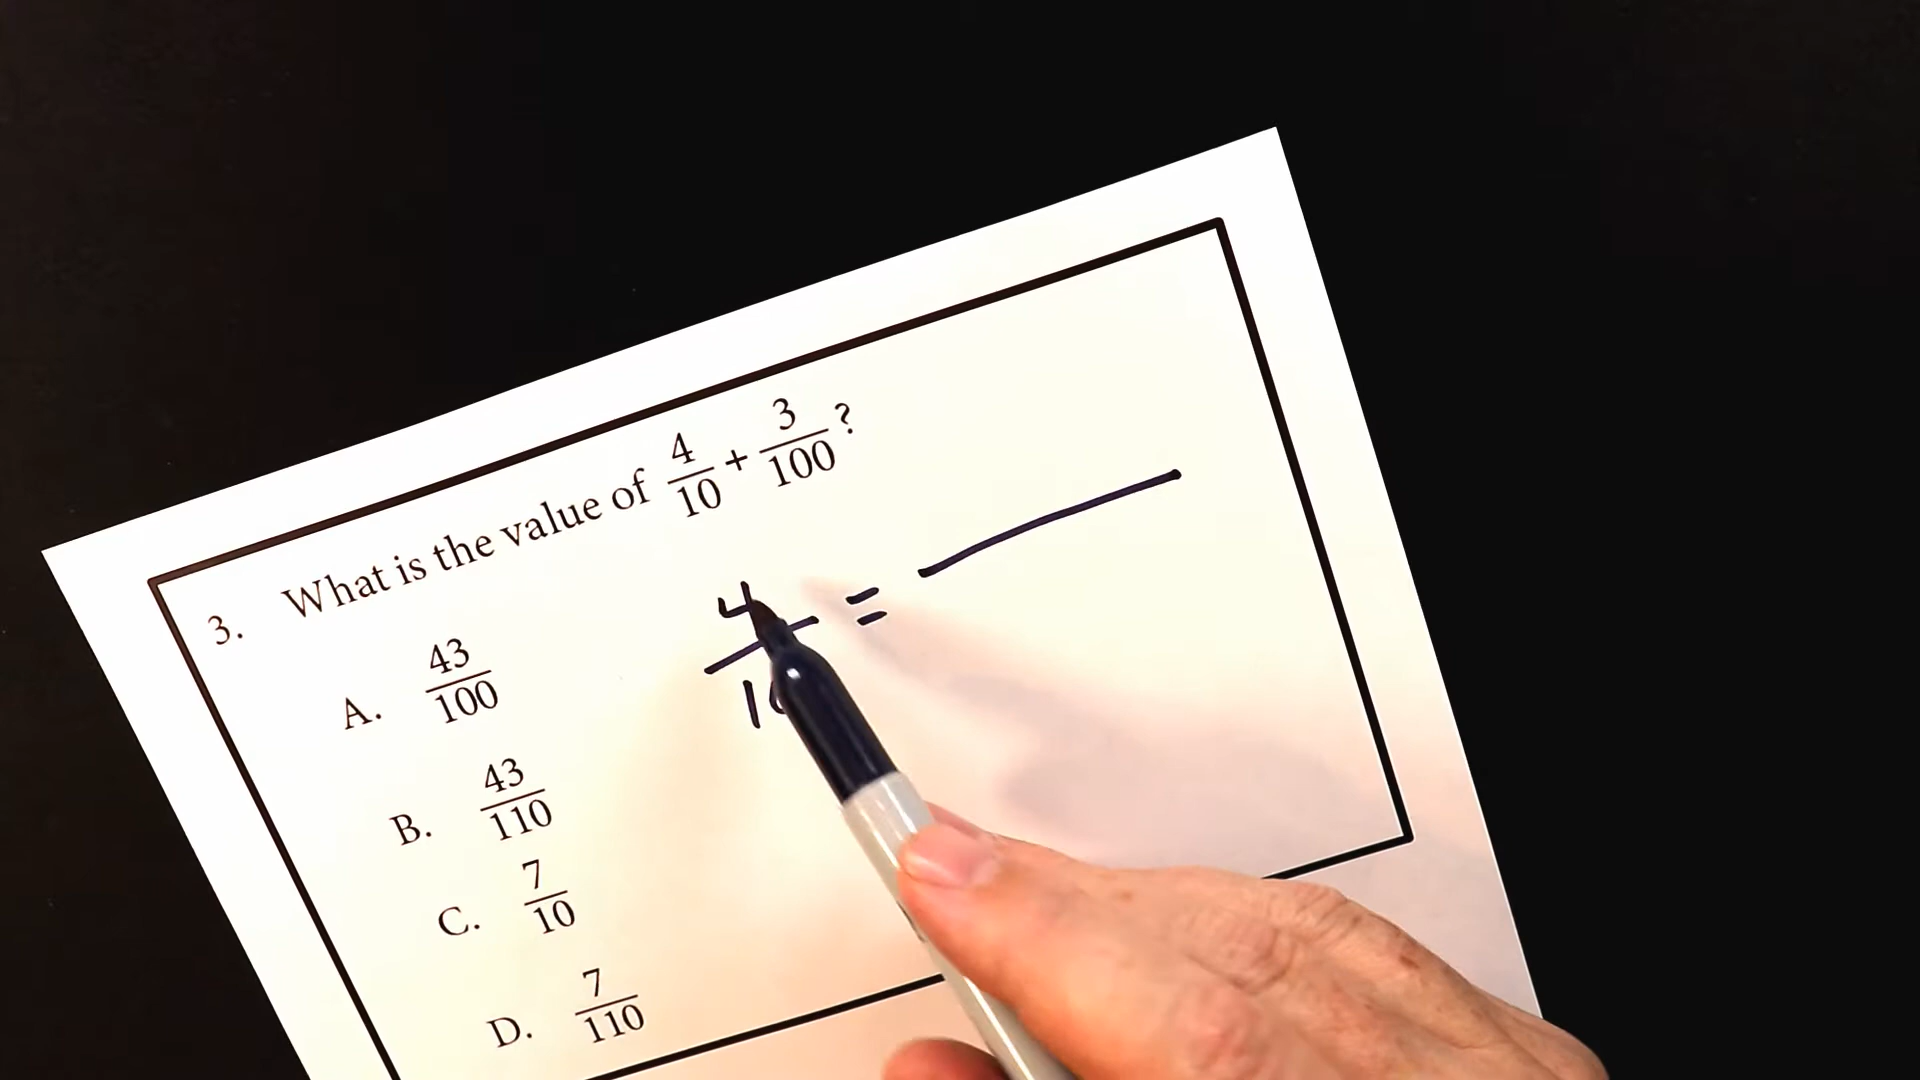 3. What is the value of 4/10 + 3/100 ?
A. 43/100
B. 43/110
C. 7/10
D. 7/110
4/10 =